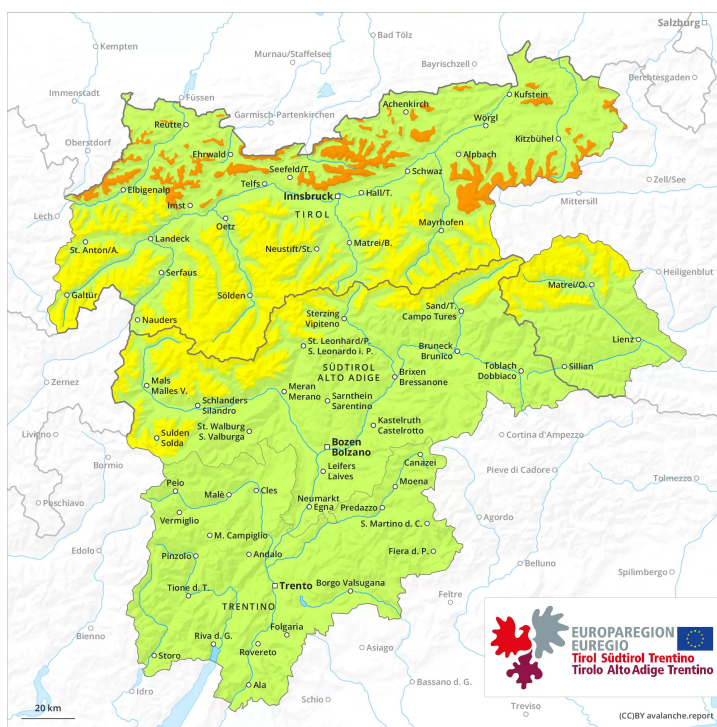 Salzburg
Kempten
Bad Tölz
Murnau/Staffelsee
Bayrischzell
Berchtesgaden
Immenstadt
Füssen
Achenkirch
Kufstein
Garmisch-Partenkirchen
Reutte
Wörgl
Oberstdorf
Ehrwald
Kitzbühel
Alpbach
Seefeld/T.
Schwaz
Telfs
Zell/See
Elbigenalp
Innsbruck
Hall/T.
Mittersill
Imst
Lech
TIROL
Oetz
Mayrhofen
Landeck
St. Anton/A.
Neustift/St.
Matrei/B.
Serfaus
Heiligenblut
Matrei/O.
Galtür
Sölden
Nauders
Sterzing
Vipiteno
Sand/T.
Campo Tures
Lienz
St. Leonhard/P.
S. Leonardo i. P.
Bruneck
Brunico
SÜDTIROL
ALTO ADIGE
Toblach
Dobbiaco
Sillian
Zernez
Mals
Malles V.
Brixen
Bressanone
Meran
Merano
Schlanders
Silandro
Sarnthein
Sarentino
St. Walburg
S. Valburga
Kastelruth
Castelrotto
Livigno
Sulden
Solda
Cortina d'Ampezzo
Bozen
Bolzano
Bormio
Canazei
Leifers
Laives
Pieve di Cadore
Tolmezzo
Peio
Cles
Moena
Malè
Neumarkt
Egna
Predazzo
Poschiavo
Vermiglio
Agordo
S. Martino d. C.
M. Campiglio
Edolo
Pinzolo
Andalo
Fiera d. P.
Belluno
Spilimbergo
Tione d. T.
Trento
Borgo Valsugana
Feltre
TRENTINO
Folgaria
Bienno
Riva d. G.
Rovereto
Asiago
Storo
Bassano d. G.
Idro
Ala
Schio
Treviso
EUROPAREGION
EUREGIO
Tirol Südtirol Trentino
Tirolo Alto Adige Trentino
20 km
(CC)BY avalanche.report